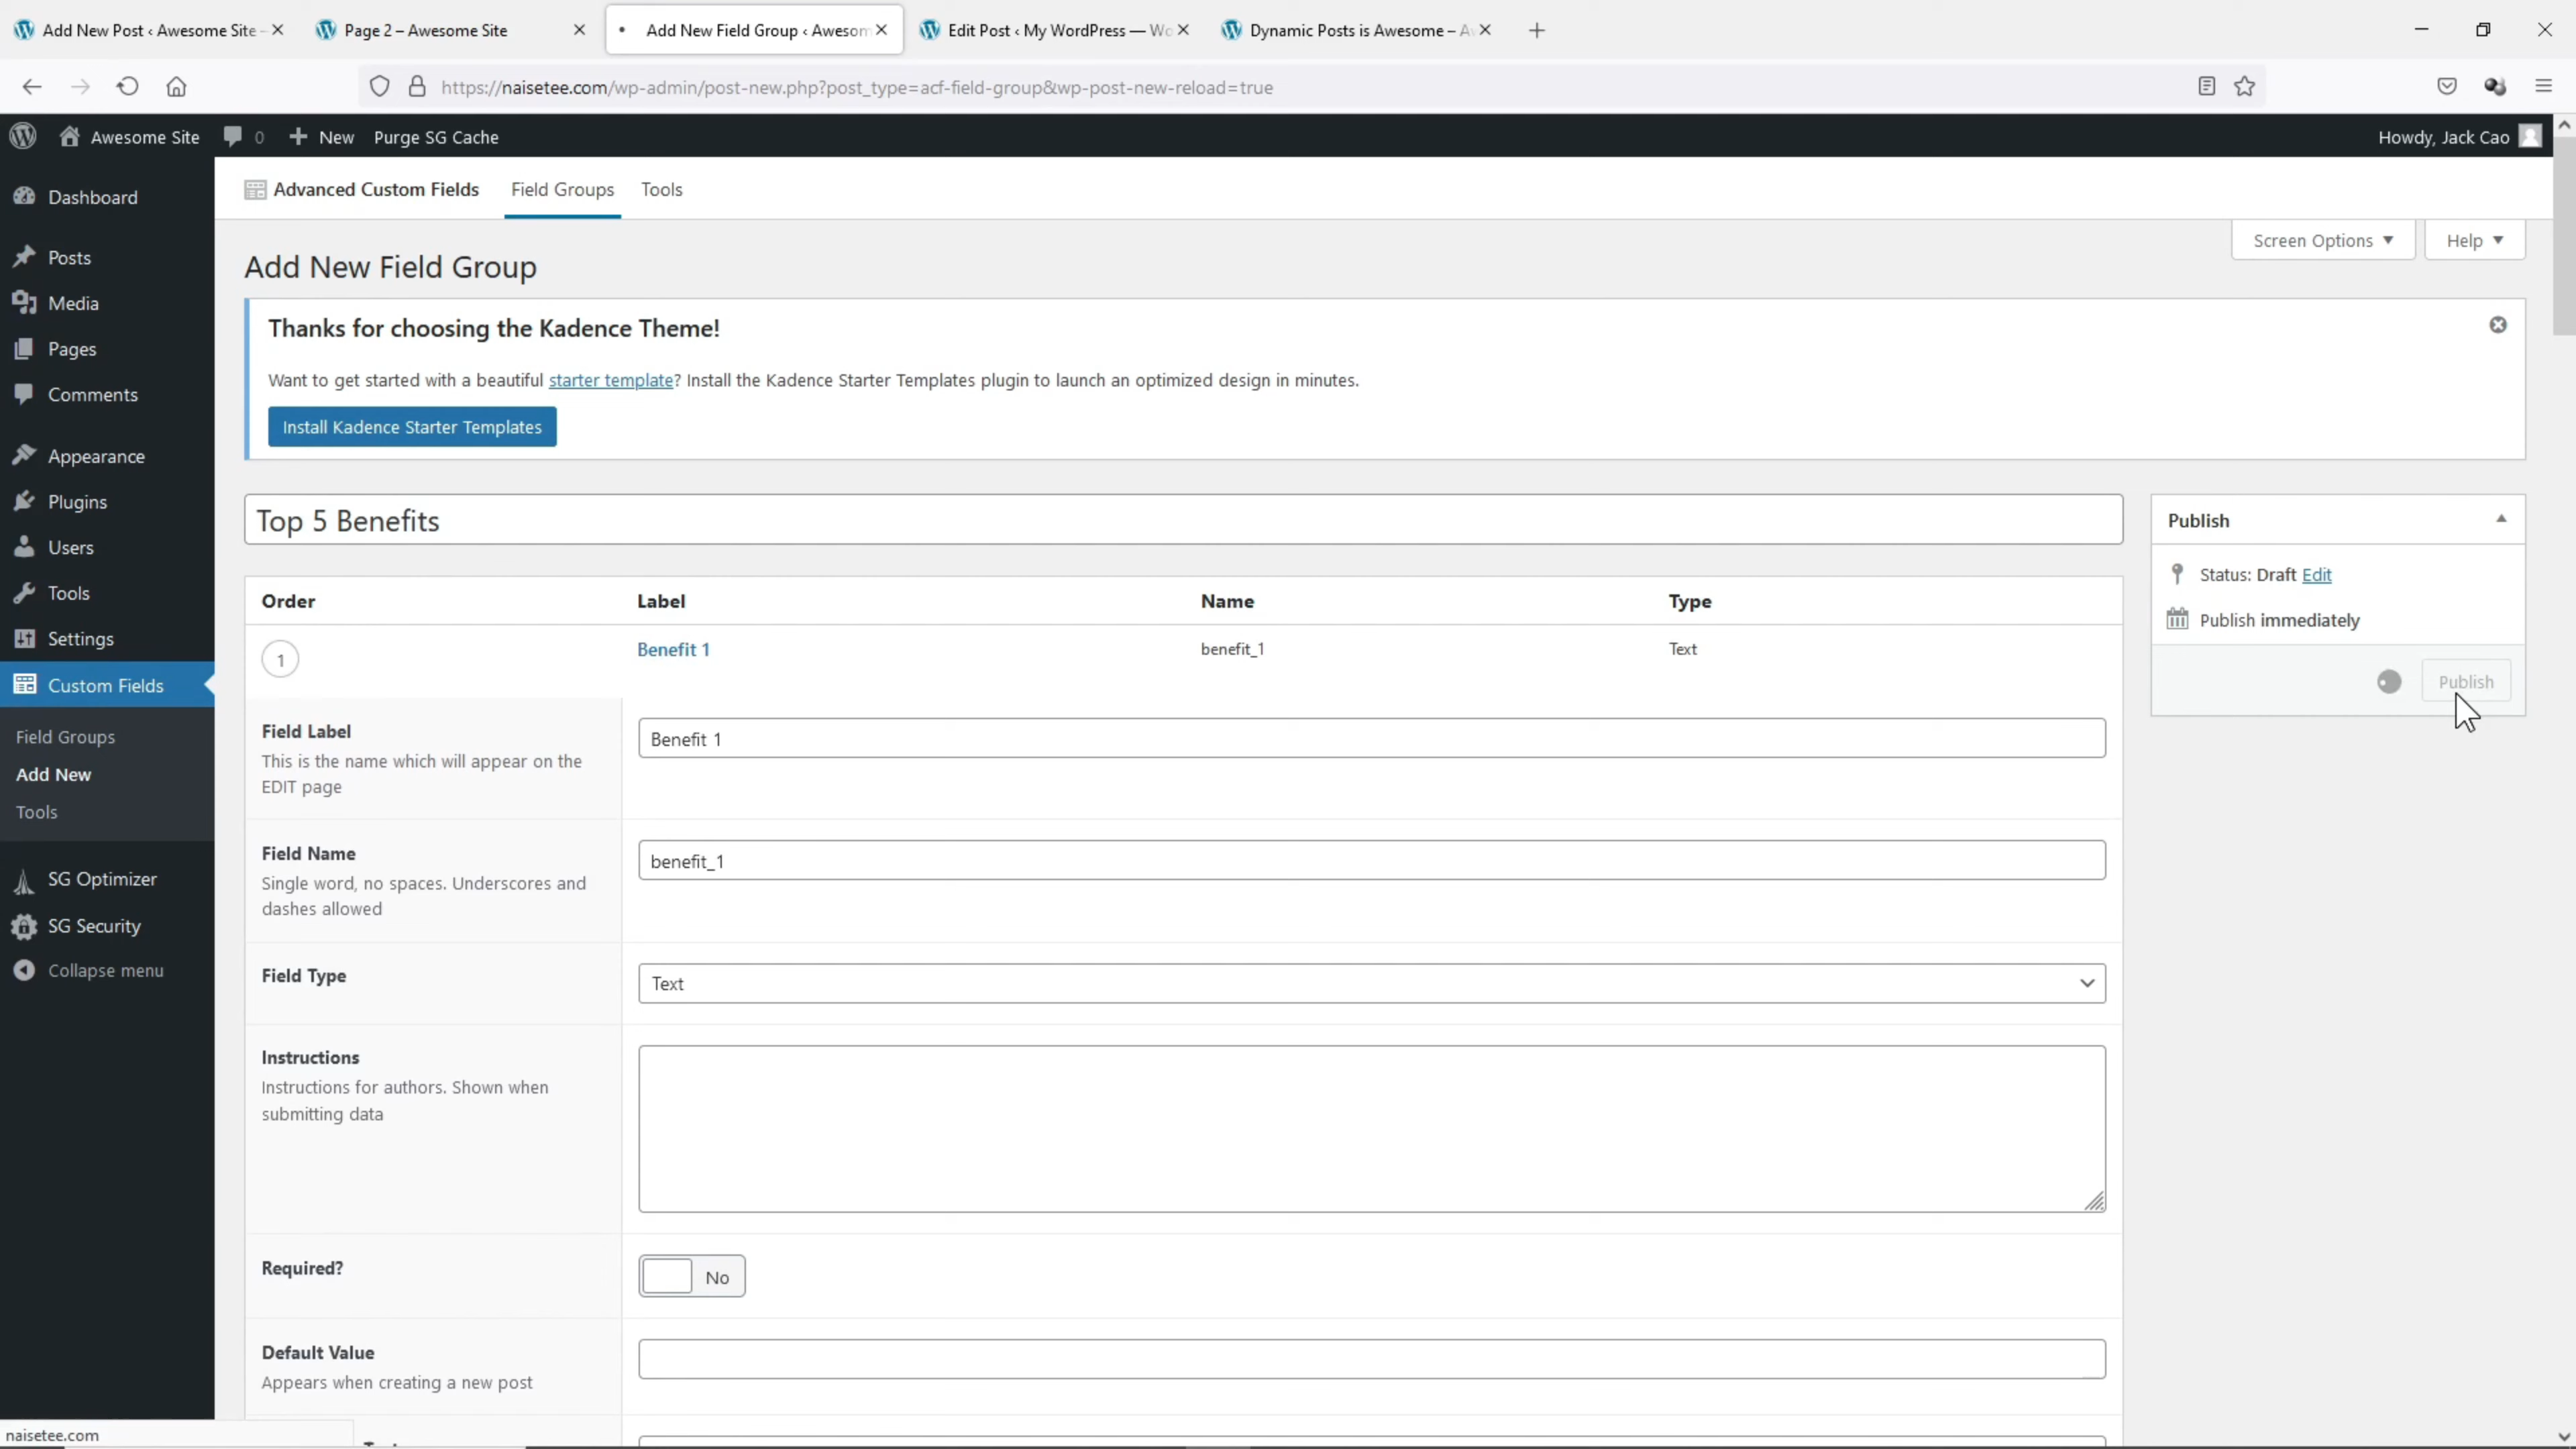 Add New Post ‹ Awesome Site –
Page 2 – Awesome Site
Add New Field Group ‹ Awesom
Edit Post ‹ My WordPress — Wo
Dynamic Posts is Awesome – A
https://naisetee.com/wp-admin/post-new.php?post_type=acf-field-group&wp-post-new-reload=true
Awesome Site
0
New
Purge SG Cache
Howdy, Jack Cao
Dashboard
Posts
Media
Pages
Comments
Appearance
Plugins
Users
Tools
Settings
Custom Fields
Field Groups
Add New
Tools
SG Optimizer
SG Security
Collapse menu
Advanced Custom Fields
Field Groups
Tools
Screen Options
Help
Add New Field Group
Thanks for choosing the Kadence Theme!
Want to get started with a beautiful starter template? Install the Kadence Starter Templates plugin to launch an optimized design in minutes.
Install Kadence Starter Templates
Top 5 Benefits
Order Label Name Type
1 Benefit 1 benefit_1 Text
Field Label
This is the name which will appear on the
EDIT page
Benefit 1
Field Name
Single word, no spaces. Underscores and
dashes allowed
benefit_1
Field Type
Text
Instructions
Instructions for authors. Shown when
submitting data
Required?
No
Default Value
Appears when creating a new post
Publish
Status: Draft Edit
Publish immediately
Publish
naisetee.com